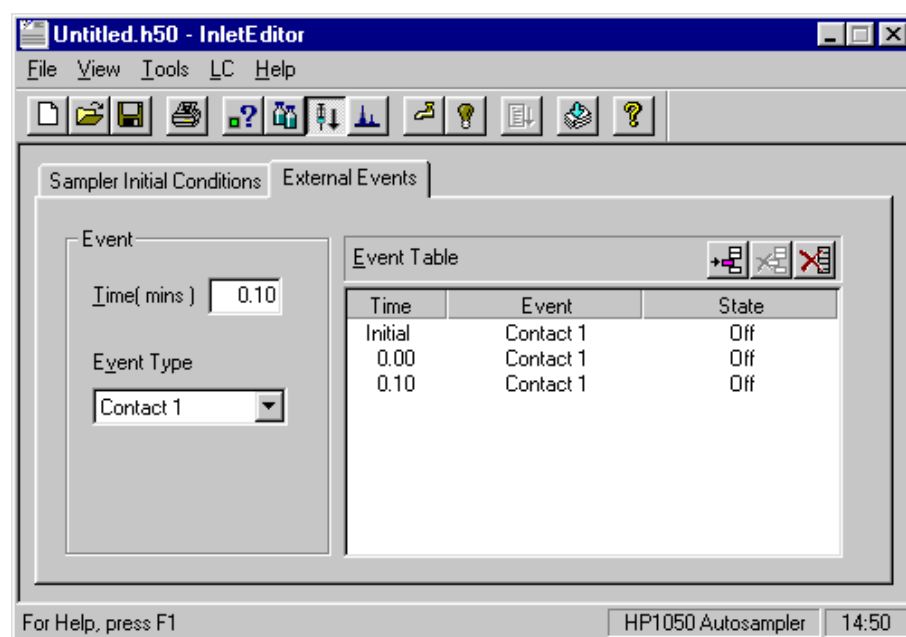 Untitled.h50 - InletEditor
File View Tools LC Help
Sampler Initial Conditions External Events
Event
Time( mins ) 0.10
Event Type
Contact 1
Event Table
Time Event State
Initial Contact 1 Off
0.00 Contact 1 Off
0.10 Contact 1 Off
For Help, press F1 HP1050 Autosampler 14:50